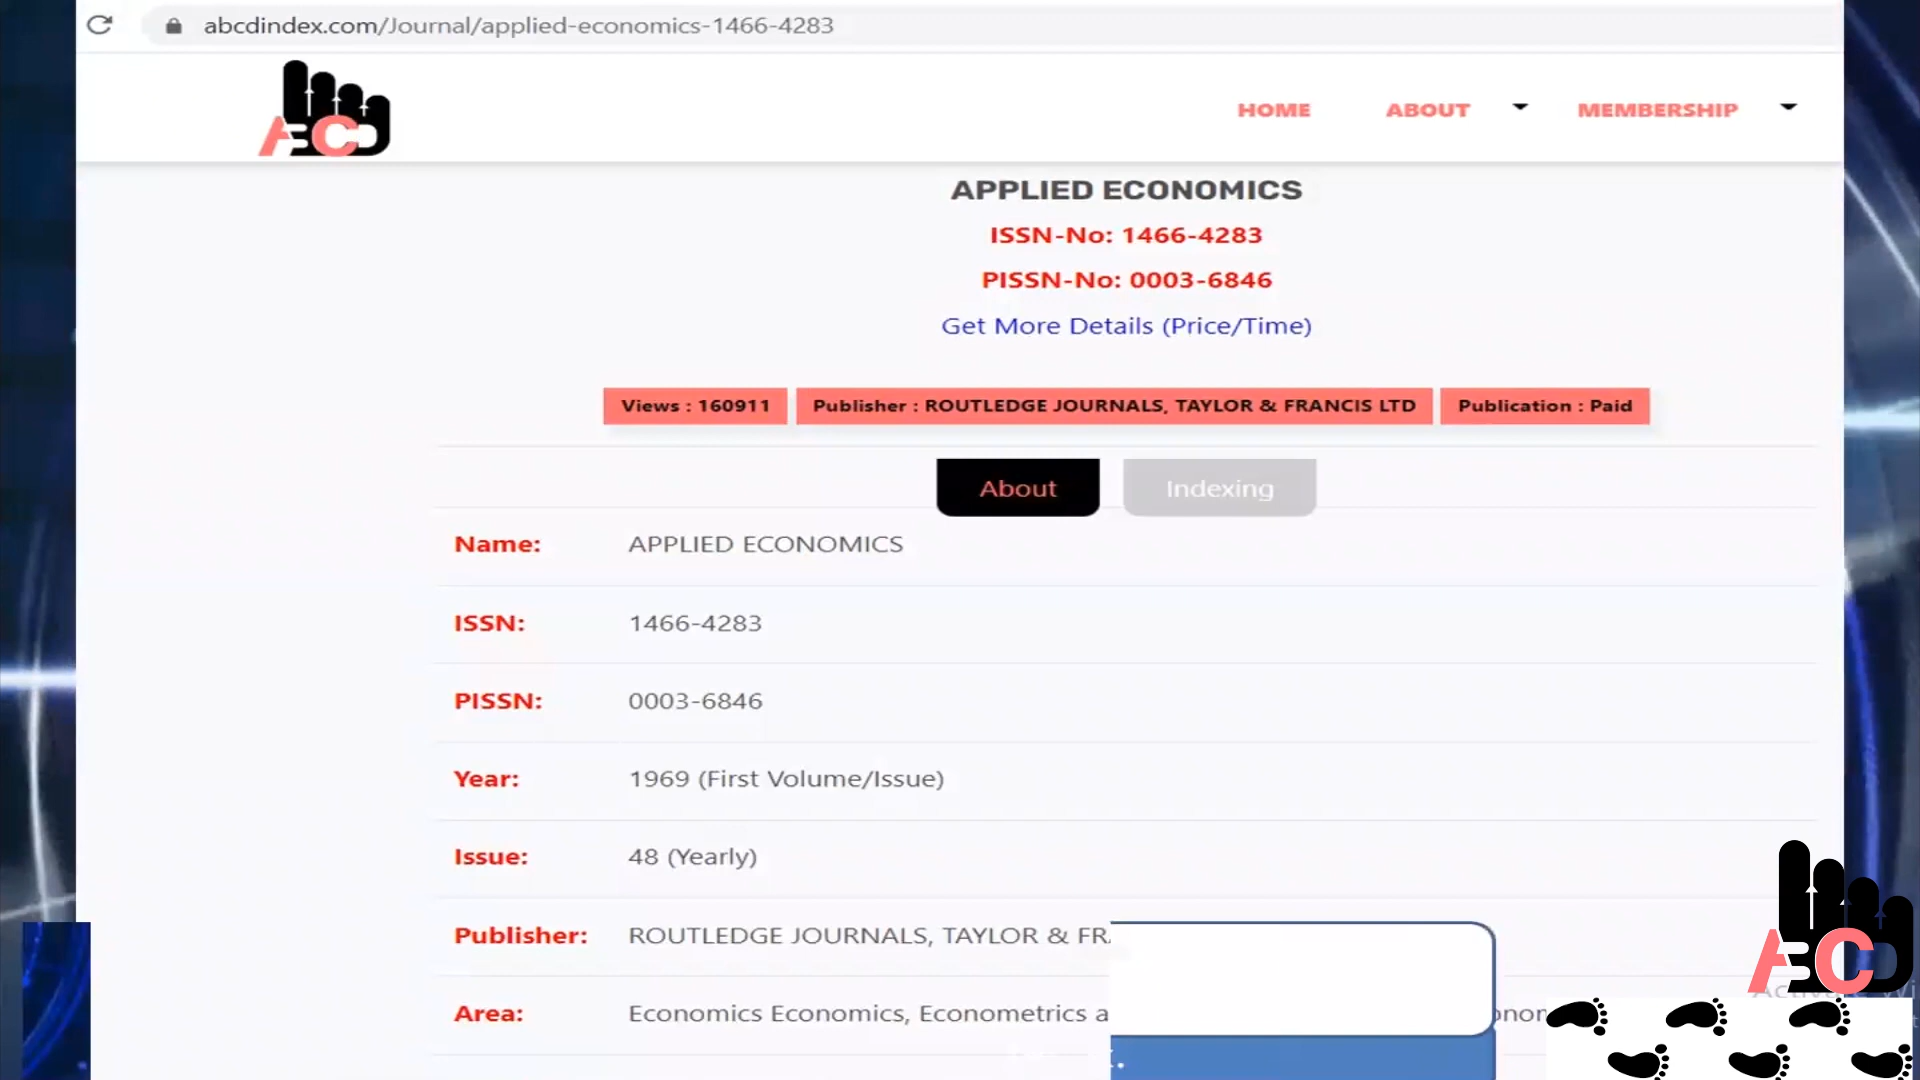 abcdindex.com/Journal/applied-economics-1466-4283
ABCD
HOME ABOUT MEMBERSHIP
APPLIED ECONOMICS
ISSN-No: 1466-4283
PISSN-No: 0003-6846
Get More Details (Price/Time)
Views : 160911 Publisher : ROUTLEDGE JOURNALS, TAYLOR & FRANCIS LTD Publication : Paid
About Indexing
Name: APPLIED ECONOMICS
ISSN: 1466-4283
PISSN: 0003-6846
Year: 1969 (First Volume/Issue)
Issue: 48 (Yearly)
Publisher: ROUTLEDGE JOURNALS, TAYLOR &
Area: Economics Economics, Econometrics
ABCD